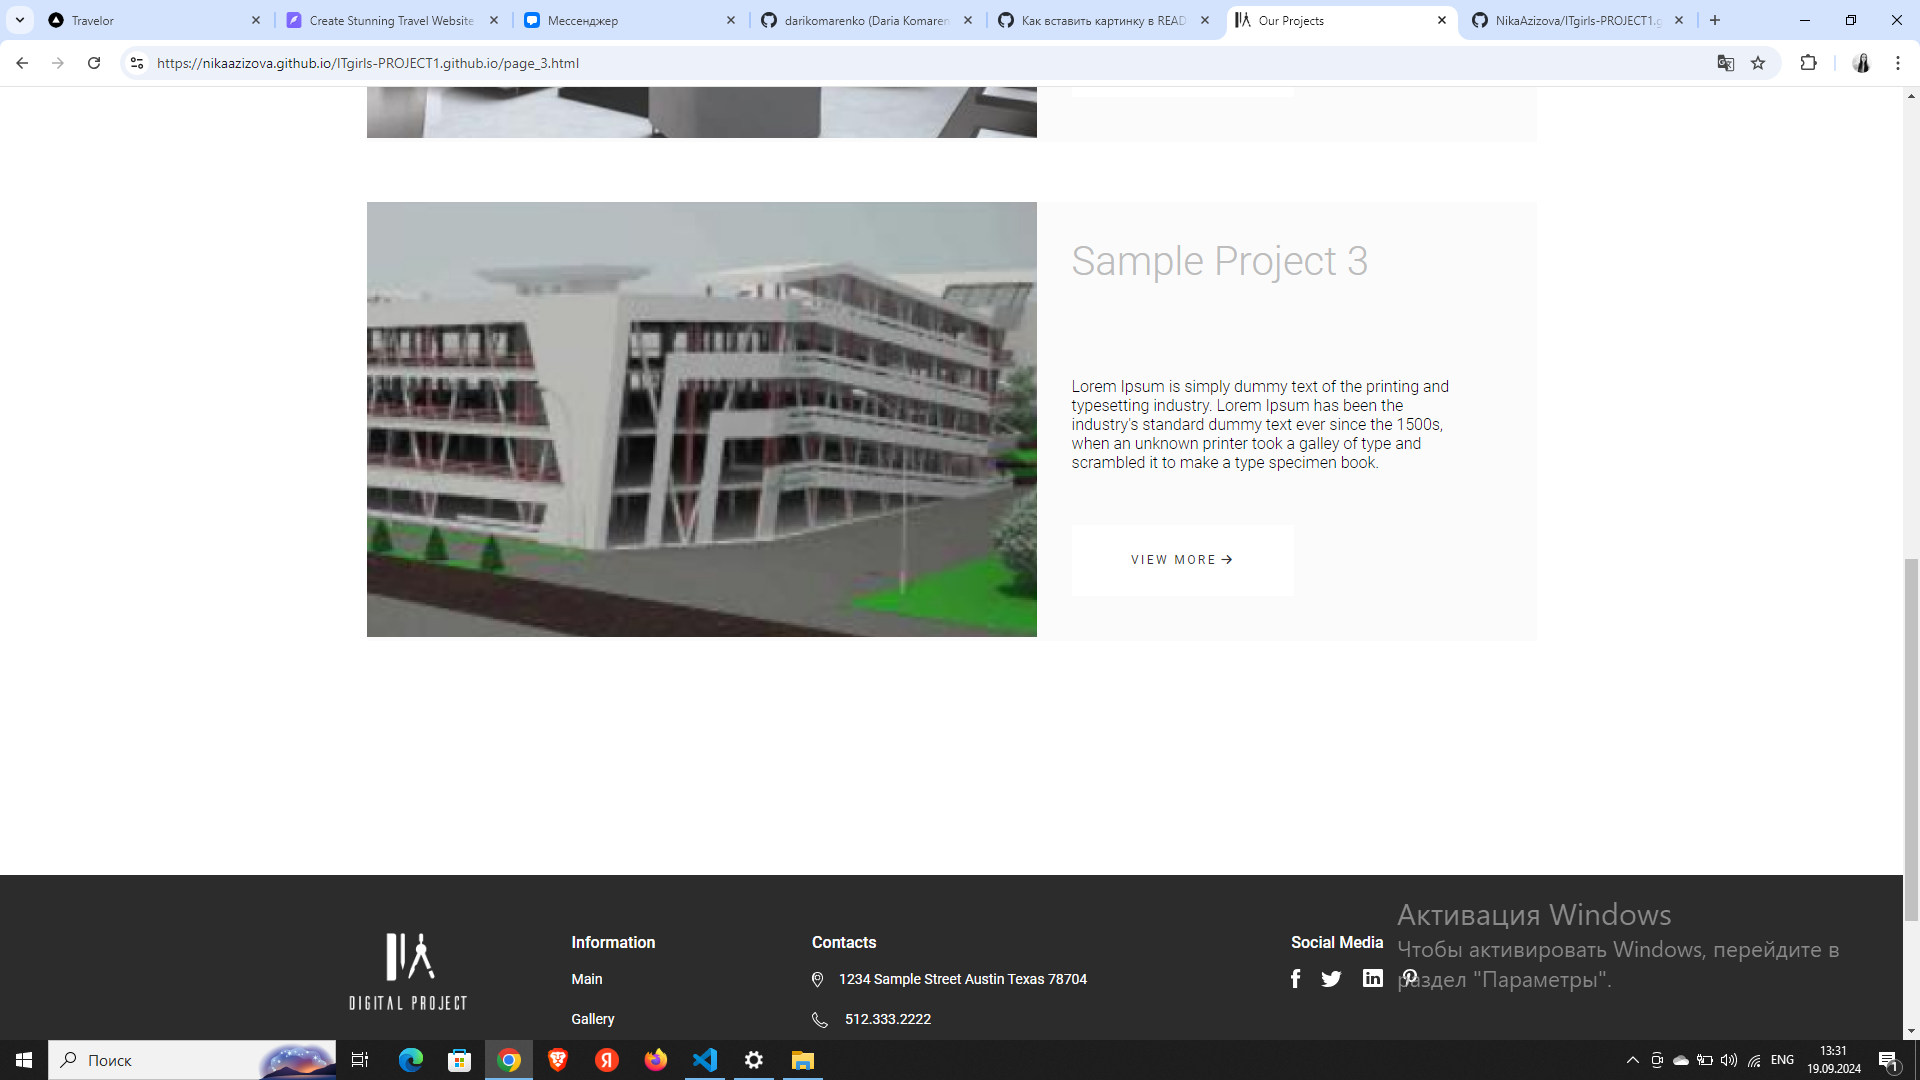 Travelor
Create Stunning Travel Website
Мессенджер
darikomarenko (Daria Komaren
Как вставить картинку в READ
Our Projects
NikaAzizova/ITgirls-PROJECT1.g
https://nikaazizova.github.io/ITgirls-PROJECT1.github.io/page_3.html
Sample Project 3
Lorem Ipsum is simply dummy text of the printing and
typesetting industry. Lorem Ipsum has been the
industry's standard dummy text ever since the 1500s,
when an unknown printer took a galley of type and
scrambled it to make a type specimen book.
VIEW MORE →
DIGITAL PROJECT
Information
Main
Gallery
Contacts
1234 Sample Street Austin Texas 78704
512.333.2222
Social Media
Активация Windows
Чтобы активировать Windows, перейдите в
раздел "Параметры".
Поиск
ENG
13:31
19.09.2024
1